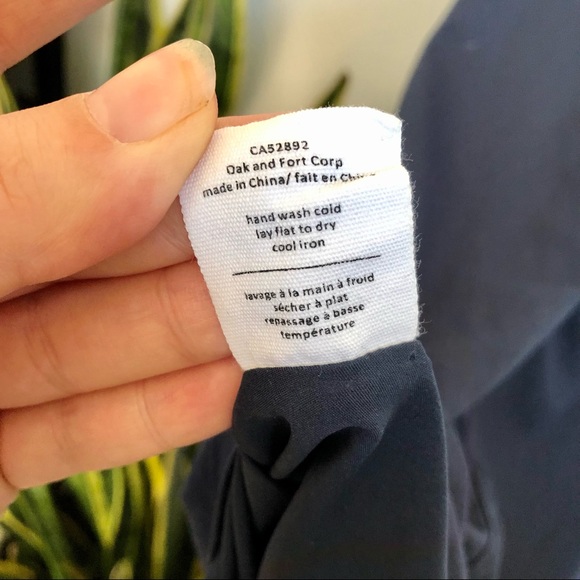 CA52892
Oak and Fort Corp
made in China/ fait en Chine
hand wash cold
lay flat to dry
cool iron
lavage à la main à froid
sécher à plat
repassage à basse
température